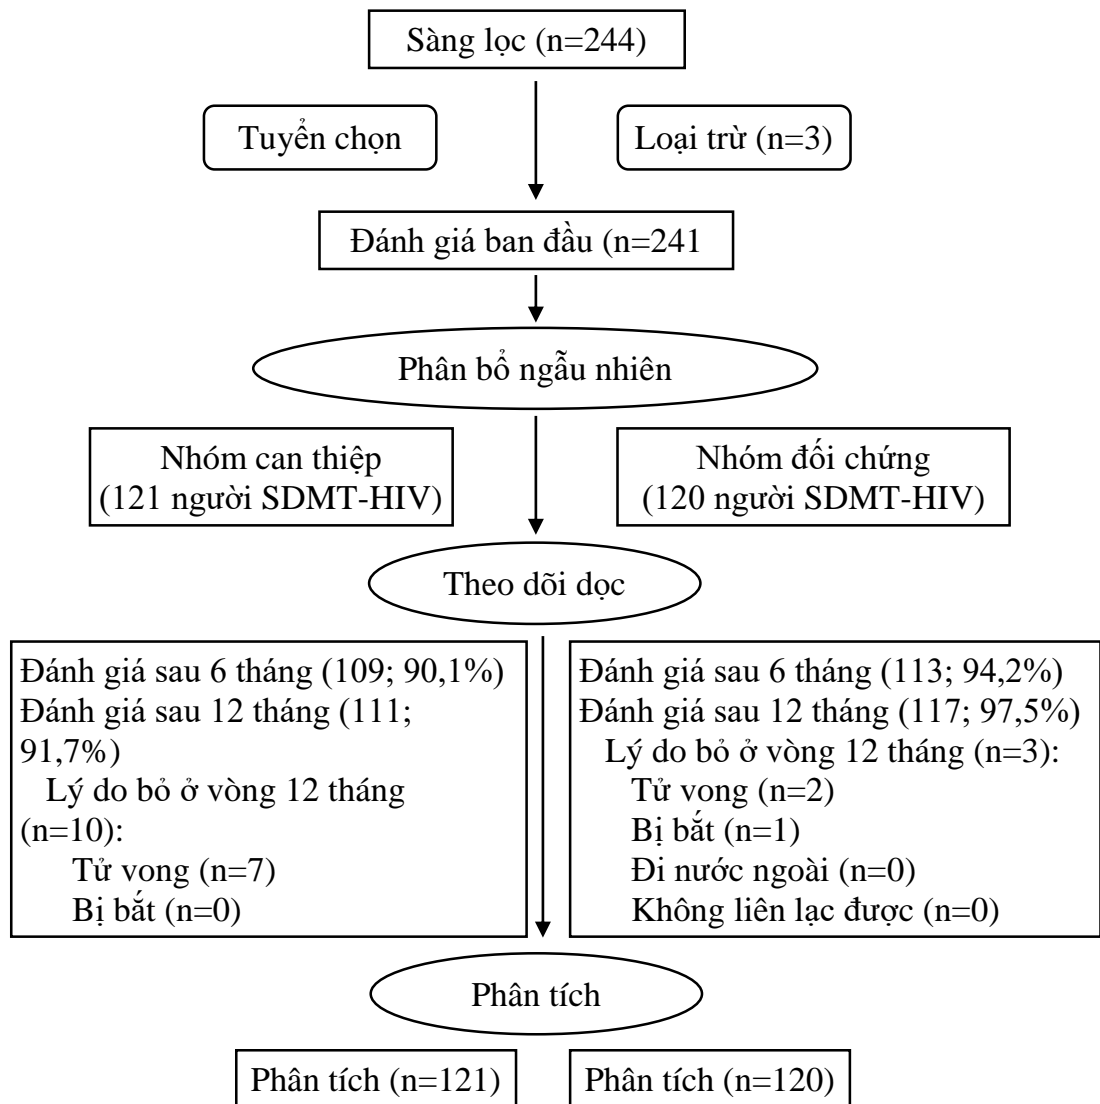 Sàng lọc (n=244)
Tuyển chọn
Loại trừ (n=3)
Đánh giá ban đầu (n=241
Phân bổ ngẫu nhiên
Nhóm can thiệp
(121 người SDMT-HIV)
Nhóm đối chứng
(120 người SDMT-HIV)
Theo dõi dọc
Đánh giá sau 6 tháng (109; 90,1%)
Đánh giá sau 12 tháng (111;
91,7%)
Lý do bỏ ở vòng 12 tháng
(n=10):
Tử vong (n=7)
Bị bắt (n=0)
Đánh giá sau 6 tháng (113; 94,2%)
Đánh giá sau 12 tháng (117; 97,5%)
Lý do bỏ ở vòng 12 tháng (n=3):
Tử vong (n=2)
Bị bắt (n=1)
Đi nước ngoài (n=0)
Không liên lạc được (n=0)
Phân tích
Phân tích (n=121)
Phân tích (n=120)